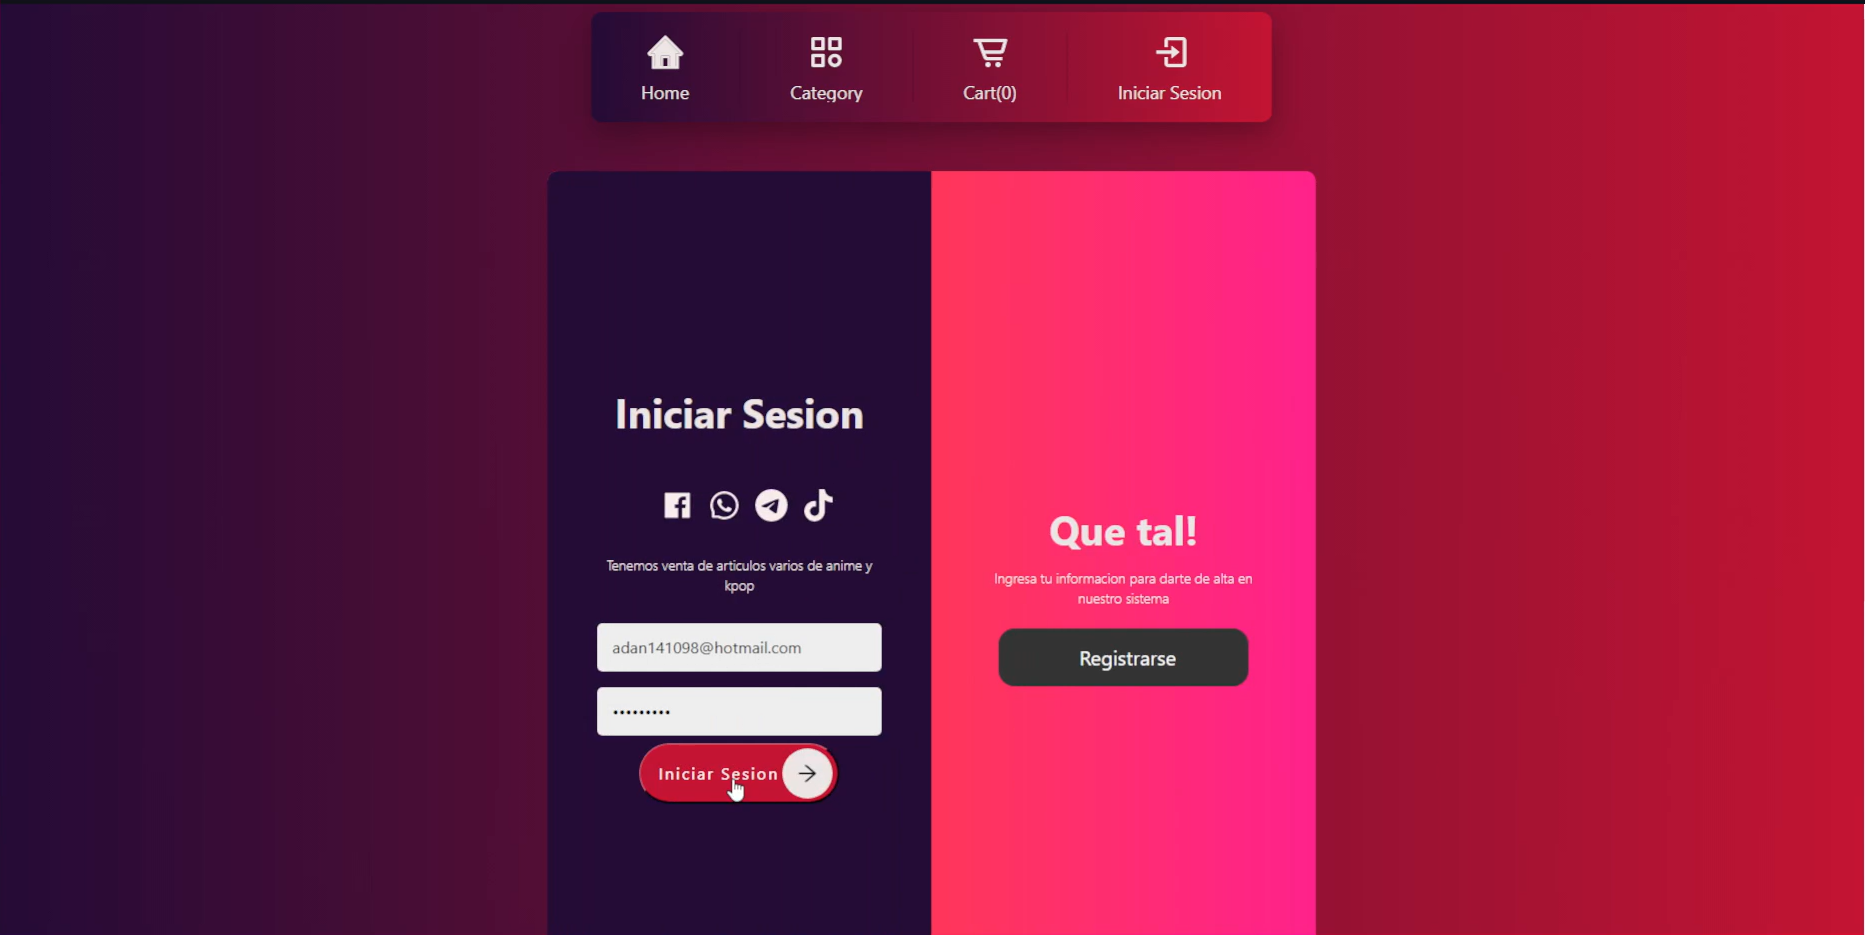 Home
Category
Cart(0)
Iniciar Sesion
Iniciar Sesion
Tenemos venta de articulos varios de anime y
kpop
adan141098@hotmail.com
•••••••••
Iniciar Sesion
Que tal!
Ingresa tu informacion para darte de alta en
nuestro sistema
Registrarse